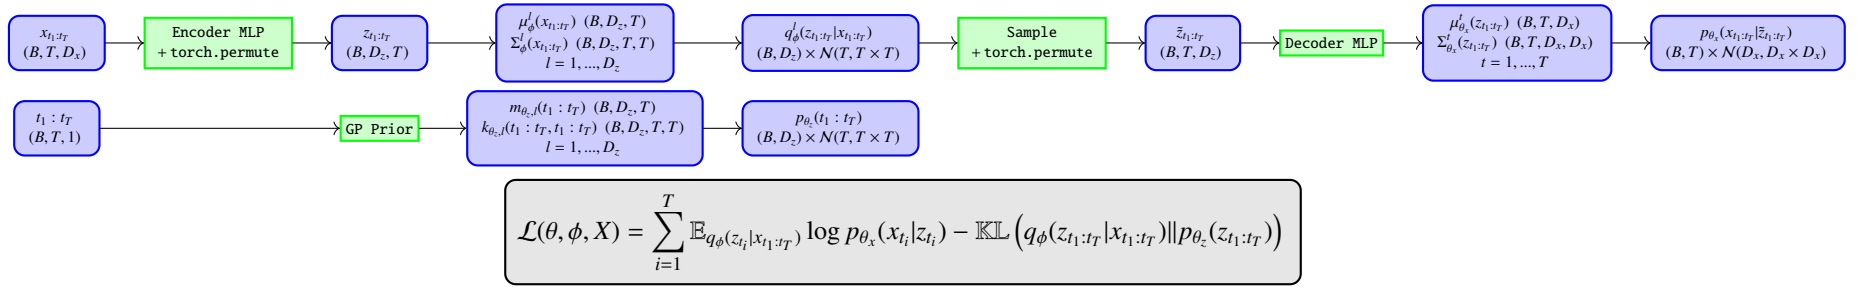 x_{t_1:t_T}
(B, T, D_x)
Encoder MLP
+ torch.permute
z_{t_1:t_T}
(B, D_z, T)
μ^l_ϕ(x_{t_1:t_T}) (B, D_z, T)
Σ^l_ϕ(x_{t_1:t_T}) (B, D_z, T, T)
l = 1, ..., D_z
q^l_ϕ(z_{t_1:t_T}|x_{t_1:t_T})
(B, D_z) × N(T, T × T)
Sample
+ torch.permute
z̃_{t_1:t_T}
(B, T, D_z)
Decoder MLP
μ^t_{θ_x}(z_{t_1:t_T}) (B, T, D_x)
Σ^t_{θ_x}(z_{t_1:t_T}) (B, T, D_x, D_x)
t = 1, ..., T
p_{θ_x}(x_{t_1:t_T}|z̃_{t_1:t_T})
(B, T) × N(D_x, D_x × D_x)
t_1 : t_T
(B, T, 1)
GP Prior
m_{θ_z,l}(t_1 : t_T) (B, D_z, T)
k_{θ_z,l}(t_1 : t_T, t_1 : t_T) (B, D_z, T, T)
l = 1, ..., D_z
p_{θ_z}(t_1 : t_T)
(B, D_z) × N(T, T × T)
ℒ(θ, ϕ, X) = ∑_{i=1}^{T} 𝔼_{q_ϕ(z_{t_i}|x_{t_1:t_T})} log p_{θ_x}(x_{t_i}|z_{t_i}) − 𝕂𝕃 (q_ϕ(z_{t_1:t_T}|x_{t_1:t_T})‖p_{θ_z}(z_{t_1:t_T}))